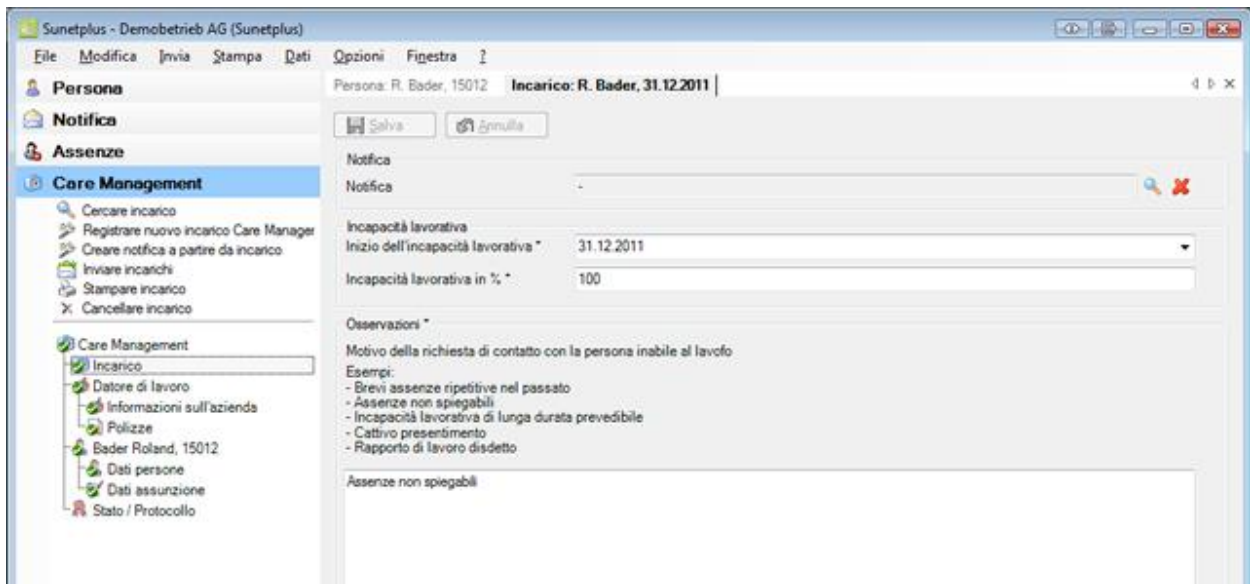 Sunetplus - Demobetrieb AG (Sunetplus)
File Modifica Invia Stampa Dati Opzioni Finestra ?
Persona
Notifica
Assenze
Care Management
Cercare incarico
Registrare nuovo incarico Care Manager
Creare notifica a partire da incarico
Inviare incarichi
Stampare incarico
Cancellare incarico
Care Management
Incarico
Datore di lavoro
Informazioni sull'azienda
Polizze
Bader Roland, 15012
Dati persone
Dati assunzione
Stato / Protocollo
Persona: R. Bader, 15012 Incarico: R. Bader, 31.12.2011
Salva Annulla
Notifica
Notifica -
Incapacità lavorativa
Inizio dell'incapacità lavorativa * 31.12.2011
Incapacità lavorativa in % * 100
Osservazioni *
Motivo della richiesta di contatto con la persona inabile al lavofo
Esempi:
- Brevi assenze ripetitive nel passato
- Assenze non spiegabili
- Incapacità lavorativa di lunga durata prevedibile
- Cattivo presentimento
- Rapporto di lavoro disdetto
Assenze non spiegabili